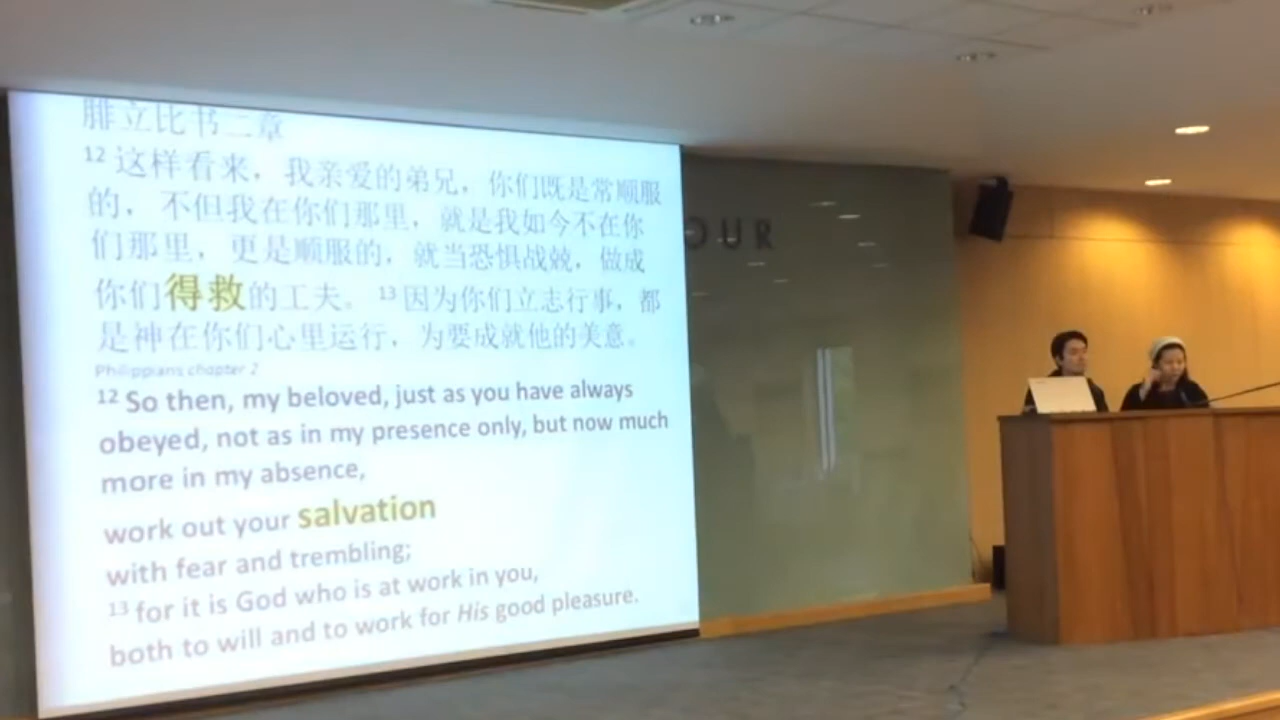 腓立比书二章
12 这样看来，我亲爱的弟兄，你们既是常顺服
的，不但我在你们那里，就是我如今不在你
们那里，更是顺服的，就当恐惧战兢，做成
你们得救的工夫。 13 因为你们立志行事，都
是神在你们心里运行，为要成就他的美意。
Philippians chapter 2
12 So then, my beloved, just as you have always
obeyed, not as in my presence only, but now much
more in my absence,
work out your salvation
with fear and trembling;
13 for it is God who is at work in you,
both to will and to work for His good pleasure.
OUR